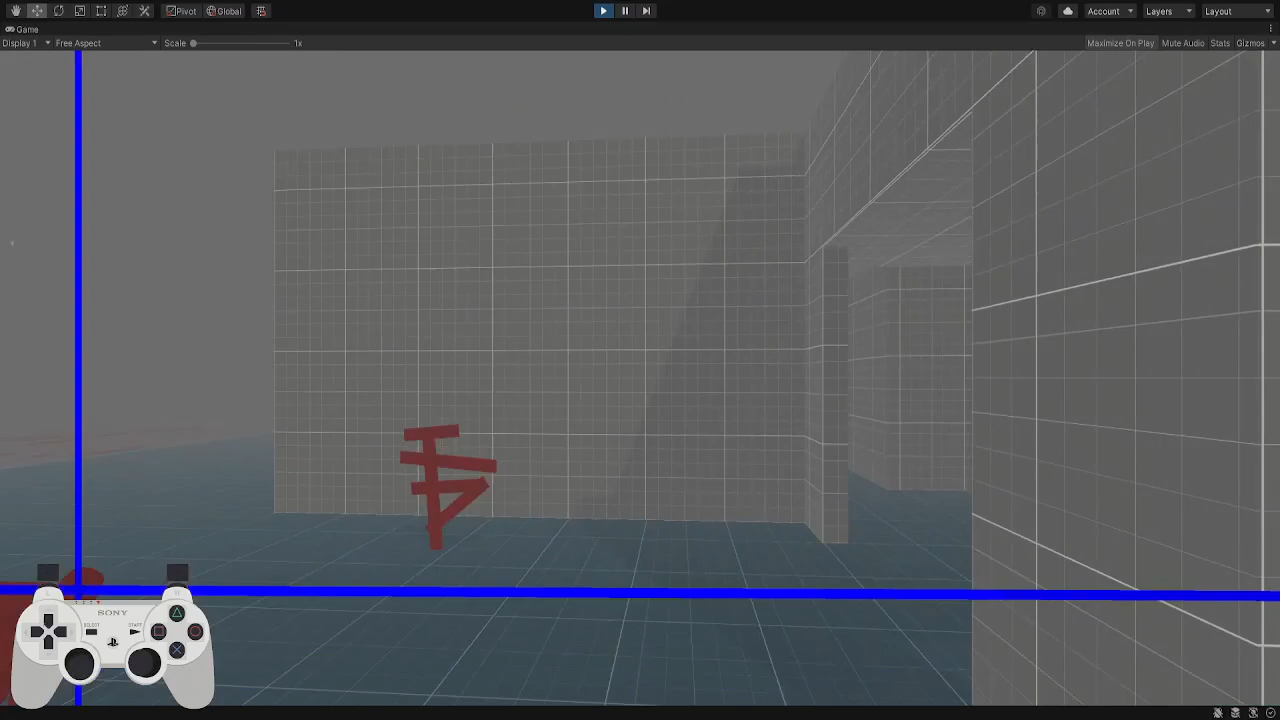 Pivot Global Account Layers Layout
Game
Display 1 Free Aspect Scale 1x Maximize On Play Mute Audio Stats Gizmos
SONY
SELECT START